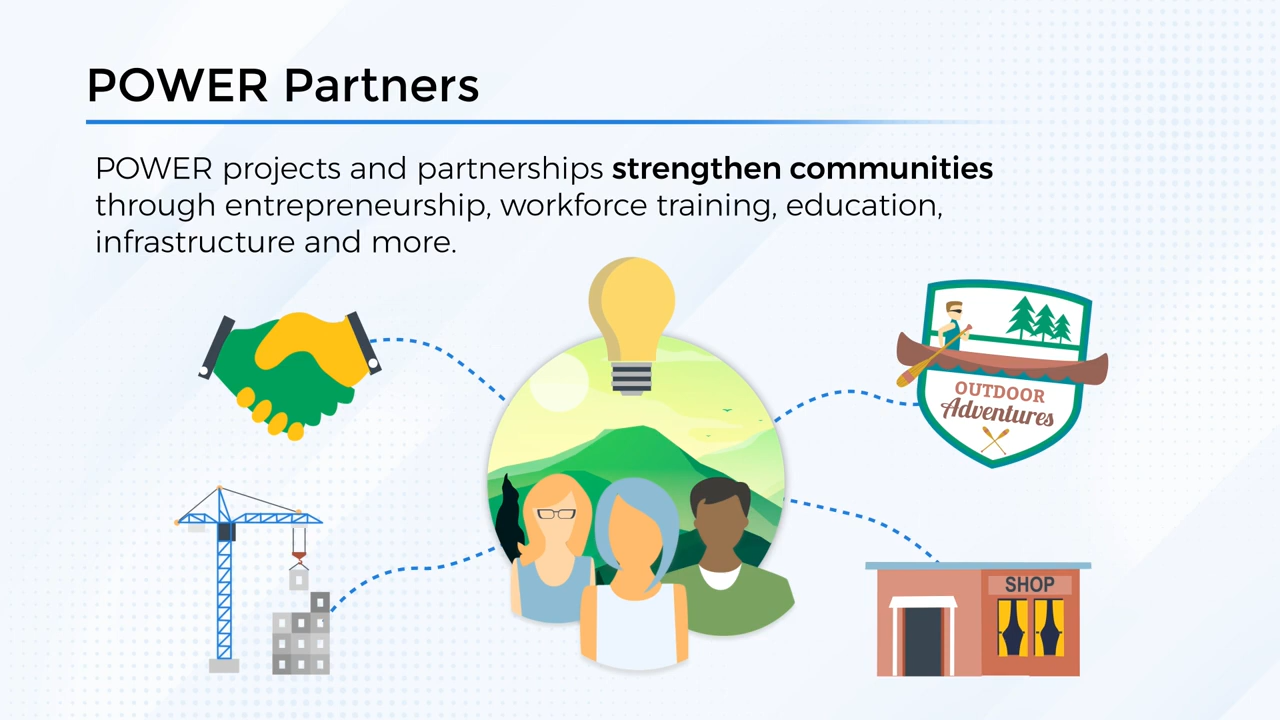 POWER Partners
POWER projects and partnerships strengthen communities
through entrepreneurship, workforce training, education,
infrastructure and more.
OUTDOOR
Adventures
SHOP